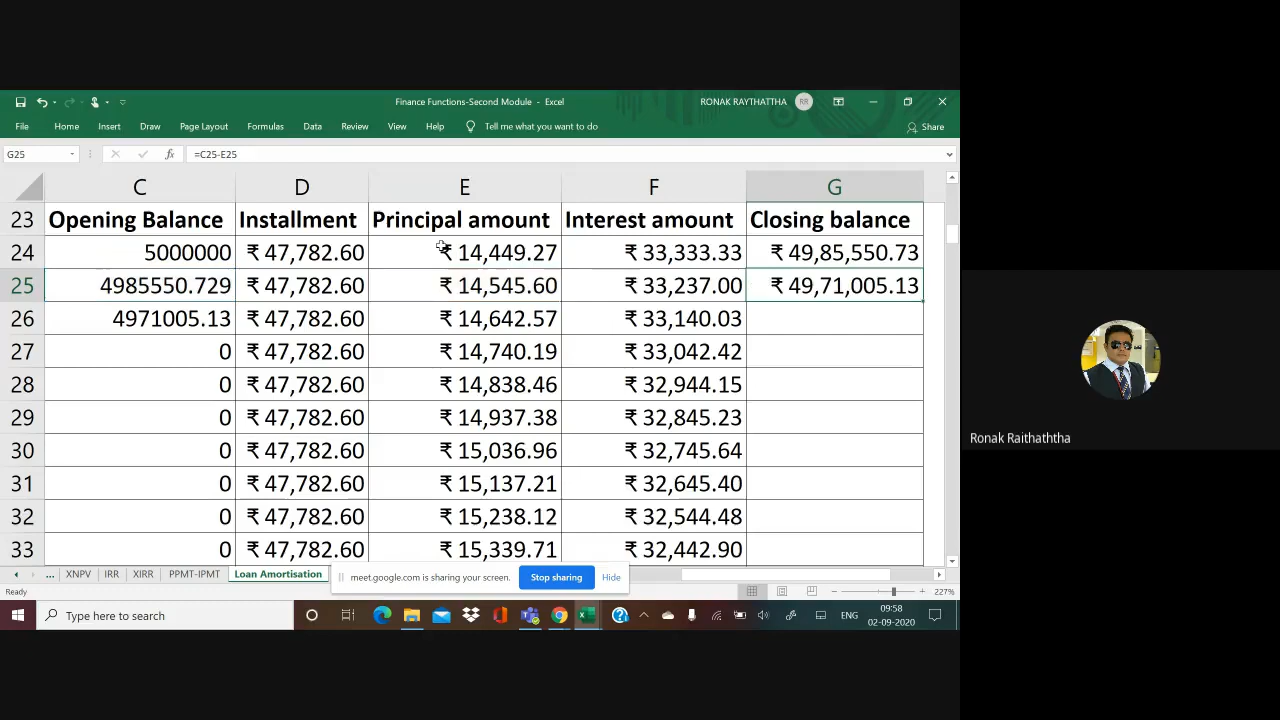 Finance Functions-Second Module - Excel
RONAK RAYTHATTHA RR
File Home Insert Draw Page Layout Formulas Data Review View Help Tell me what you want to do Share
G25 fx =C25-E25
C D E F G
23 Opening Balance Installment Principal amount Interest amount Closing balance
24 5000000 ₹ 47,782.60 ₹ 14,449.27 ₹ 33,333.33 ₹ 49,85,550.73
25 4985550.729 ₹ 47,782.60 ₹ 14,545.60 ₹ 33,237.00 ₹ 49,71,005.13
26 4971005.13 ₹ 47,782.60 ₹ 14,642.57 ₹ 33,140.03
27 0 ₹ 47,782.60 ₹ 14,740.19 ₹ 33,042.42
28 0 ₹ 47,782.60 ₹ 14,838.46 ₹ 32,944.15
29 0 ₹ 47,782.60 ₹ 14,937.38 ₹ 32,845.23
30 0 ₹ 47,782.60 ₹ 15,036.96 ₹ 32,745.64
31 0 ₹ 47,782.60 ₹ 15,137.21 ₹ 32,645.40
32 0 ₹ 47,782.60 ₹ 15,238.12 ₹ 32,544.48
33 0 ₹ 47,782.60 ₹ 15,339.71 ₹ 32,442.90
... XNPV IRR XIRR PPMT-IPMT Loan Amortisation
meet.google.com is sharing your screen. Stop sharing Hide
Ready 227%
Type here to search ENG 09:58
02-09-2020
Ronak Raithaththa